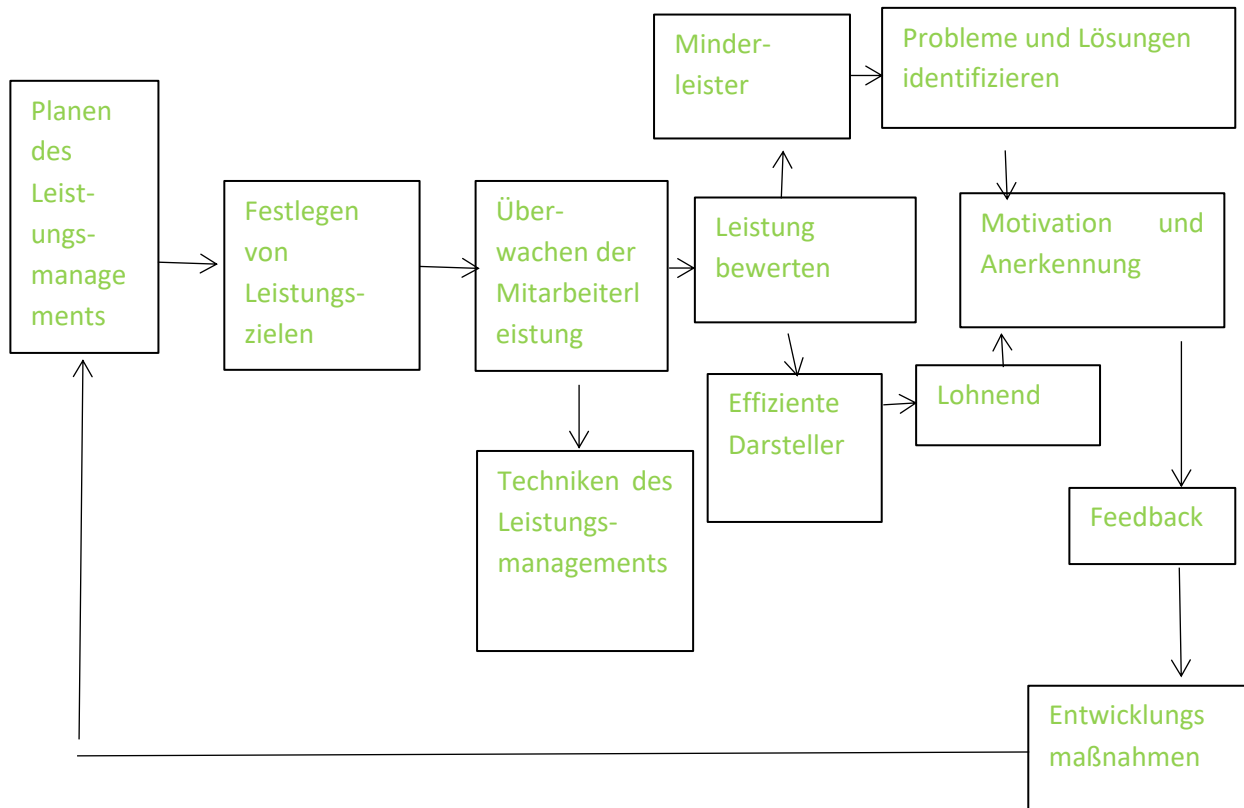 Planen
des
Leist-
ungs-
manage
ments
Festlegen
von
Leistungs-
zielen
Über-
wachen der
Mitarbeiterl
eistung
Techniken des
Leistungs-
managements
Leistung
bewerten
Minder-
leister
Probleme und Lösungen
identifizieren
Effiziente
Darsteller
Lohnend
Motivation und
Anerkennung
Feedback
Entwicklungs
maßnahmen